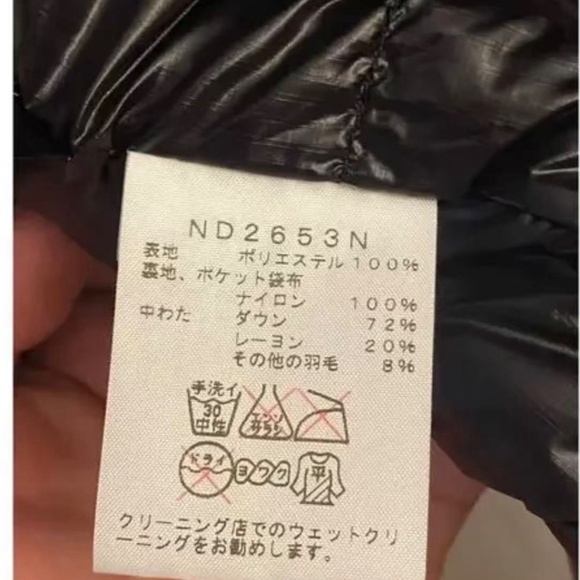 ND2653N
表地 ポリエステル 100%
裏地、ポケット袋布
ナイロン 100%
中わた ダウン 72%
レーヨン 20%
その他の羽毛 8%
手洗イ
30
中性
エンソ
サラシ
ドライ
ヨワク
平
クリーニング店でのウェットクリ
ーニングをお勧めします。